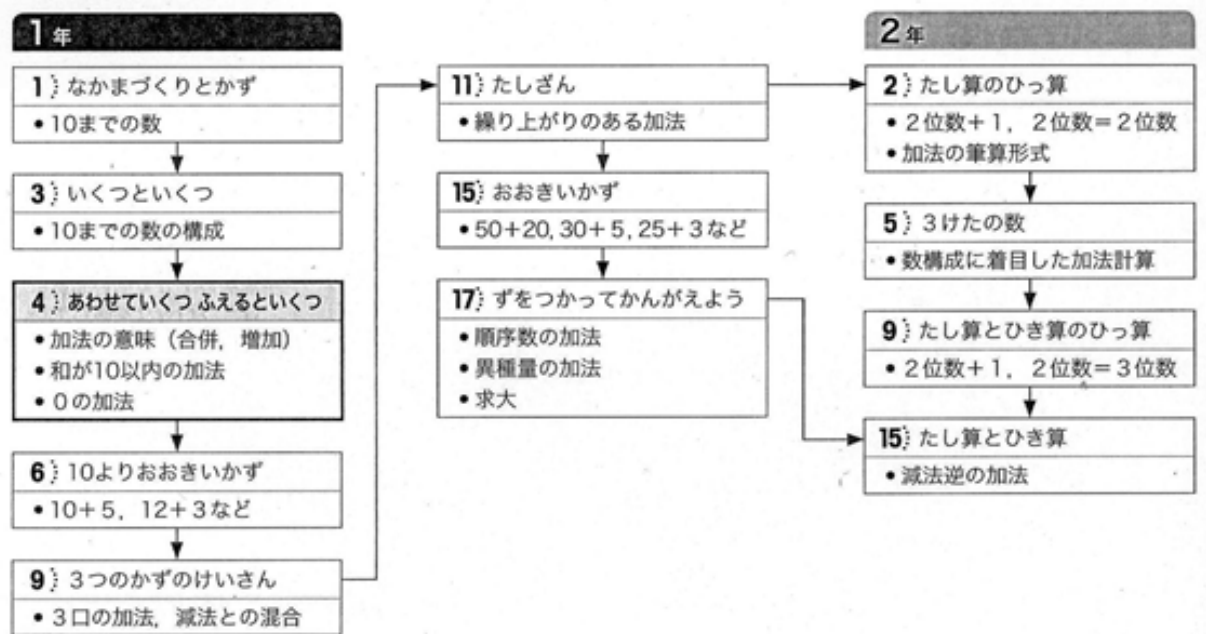 1年
1 なかまづくりとかず
•10までの数
3 いくつといくつ
•10までの数の構成
4 あわせていくつ ふえるといくつ
•加法の意味（合併，増加）
•和が10以内の加法
•0の加法
6 10よりおおきいかず
•10+5，12+3など
9 3つのかずのけいさん
•3口の加法，減法との混合
11 たしざん
•繰り上がりのある加法
15 おおきいかず
•50+20, 30+5, 25+3など
17 ずをつかってかんがえよう
•順序数の加法
•異種量の加法
•求大
2年
2 たし算のひっ算
•2位数+1，2位数=2位数
•加法の筆算形式
5 3けたの数
•数構成に着目した加法計算
9 たし算とひき算のひっ算
•2位数+1，2位数=3位数
15 たし算とひき算
•減法逆の加法